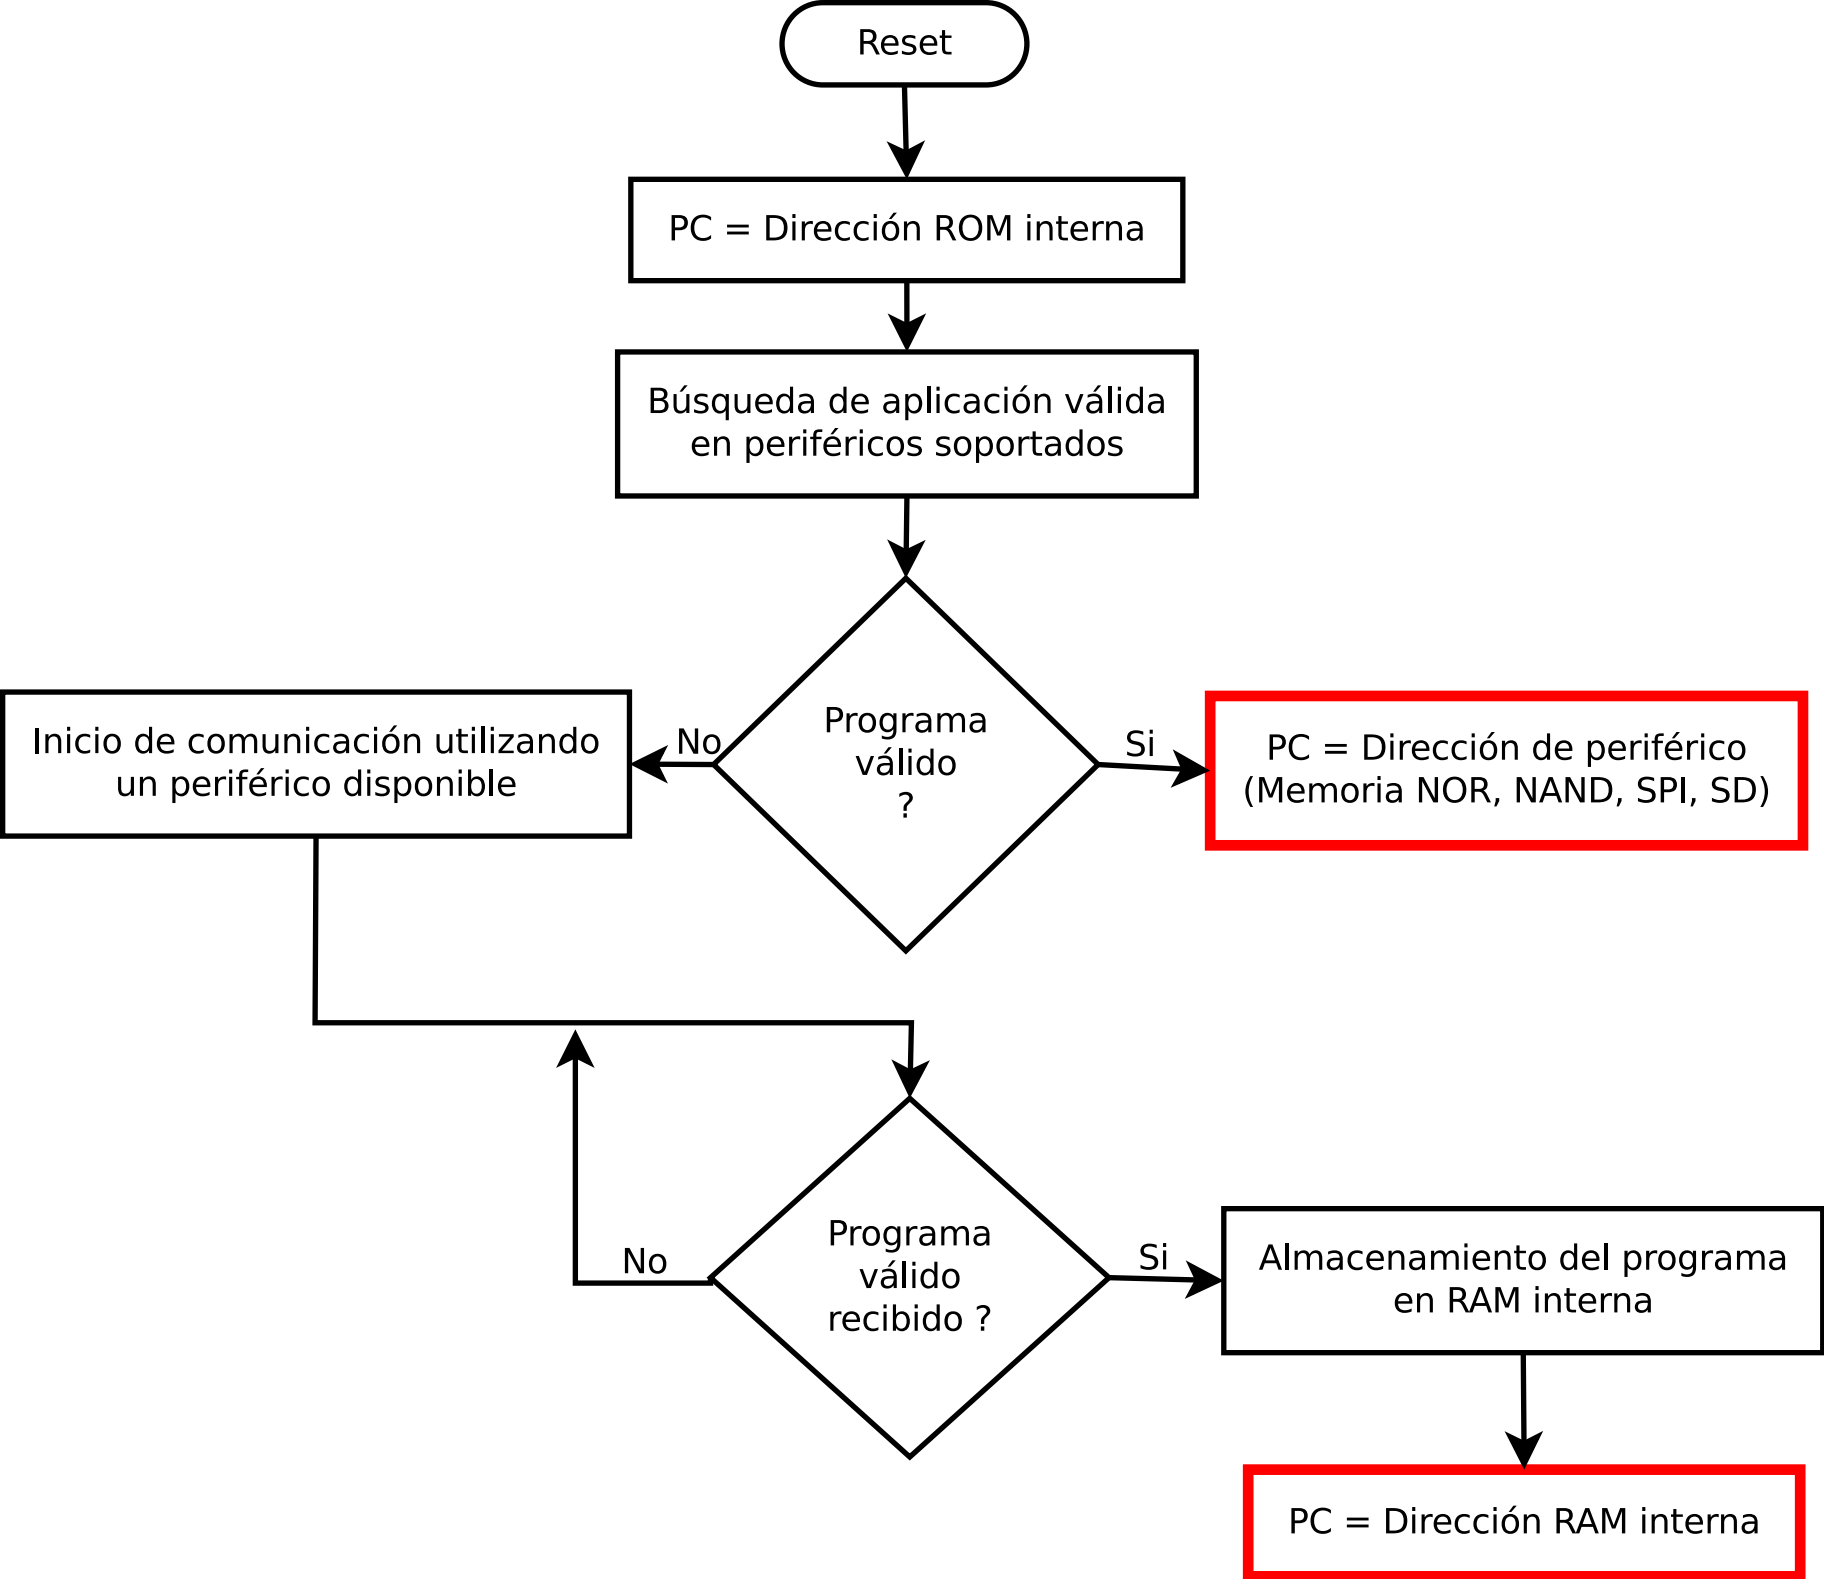 Reset
PC = Dirección ROM interna
Búsqueda de aplicación válida
en periféricos soportados
Programa
válido
?
No
Si
Inicio de comunicación utilizando
un periférico disponible
PC = Dirección de periférico
(Memoria NOR, NAND, SPI, SD)
Programa
válido
recibido ?
No
Si
Almacenamiento del programa
en RAM interna
PC = Dirección RAM interna